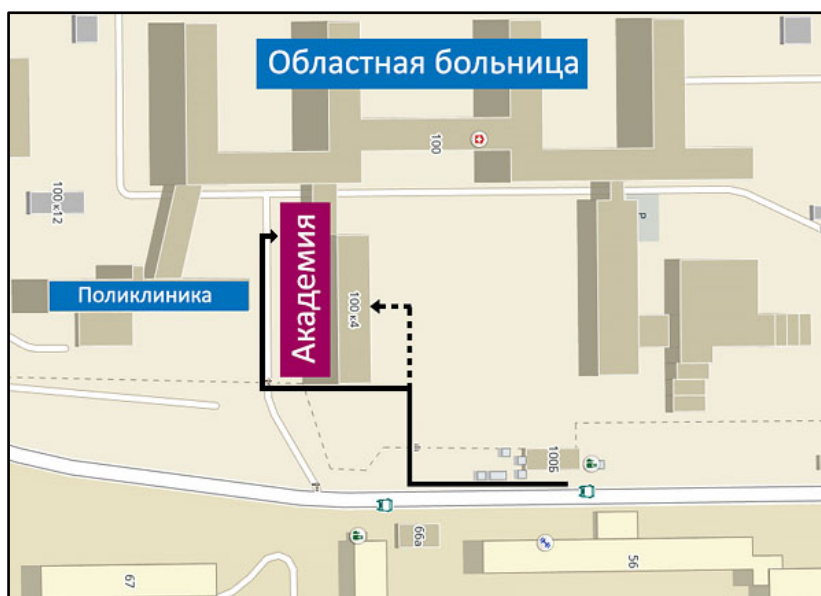 Областная больница
100
100 к12
Р
Академия
Поликлиника
100 к4
100Б
66а
56
67